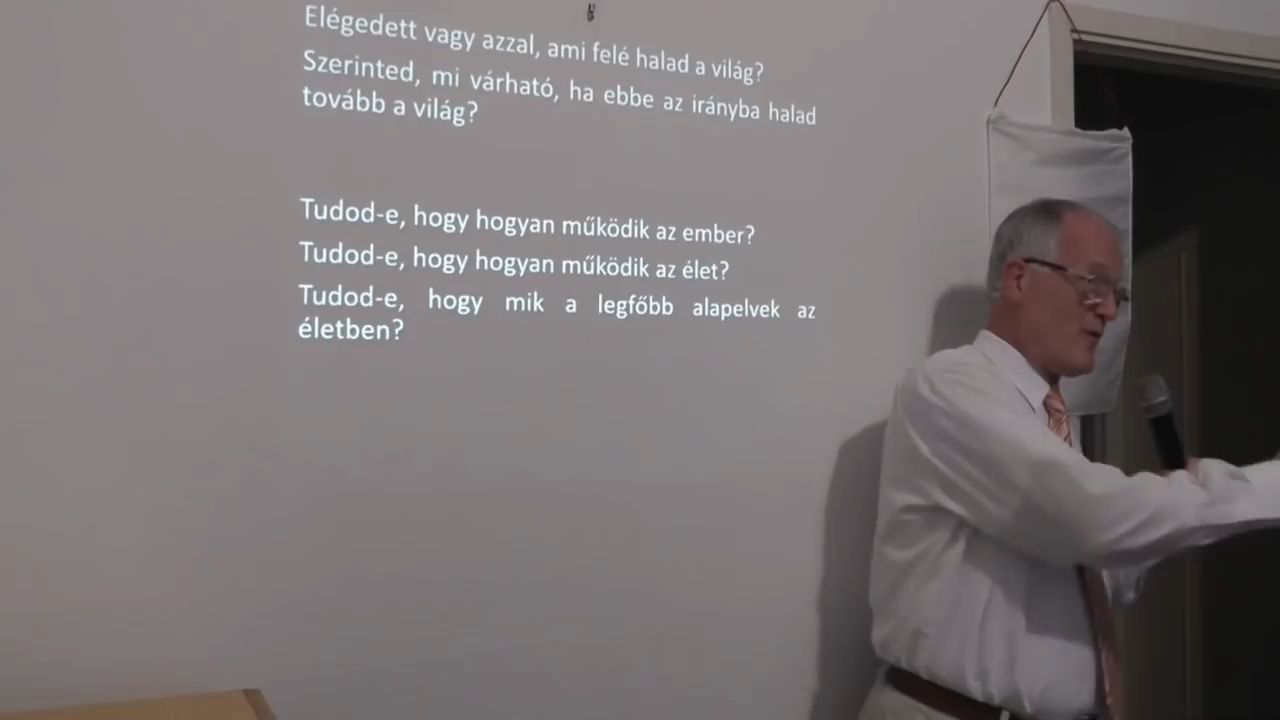 Elégedett vagy azzal, ami felé halad a világ?
Szerinted, mi várható, ha ebbe az irányba halad
tovább a világ?
Tudod-e, hogy hogyan működik az ember?
Tudod-e, hogy hogyan működik az élet?
Tudod-e, hogy mik a legfőbb alapelvek az
életben?